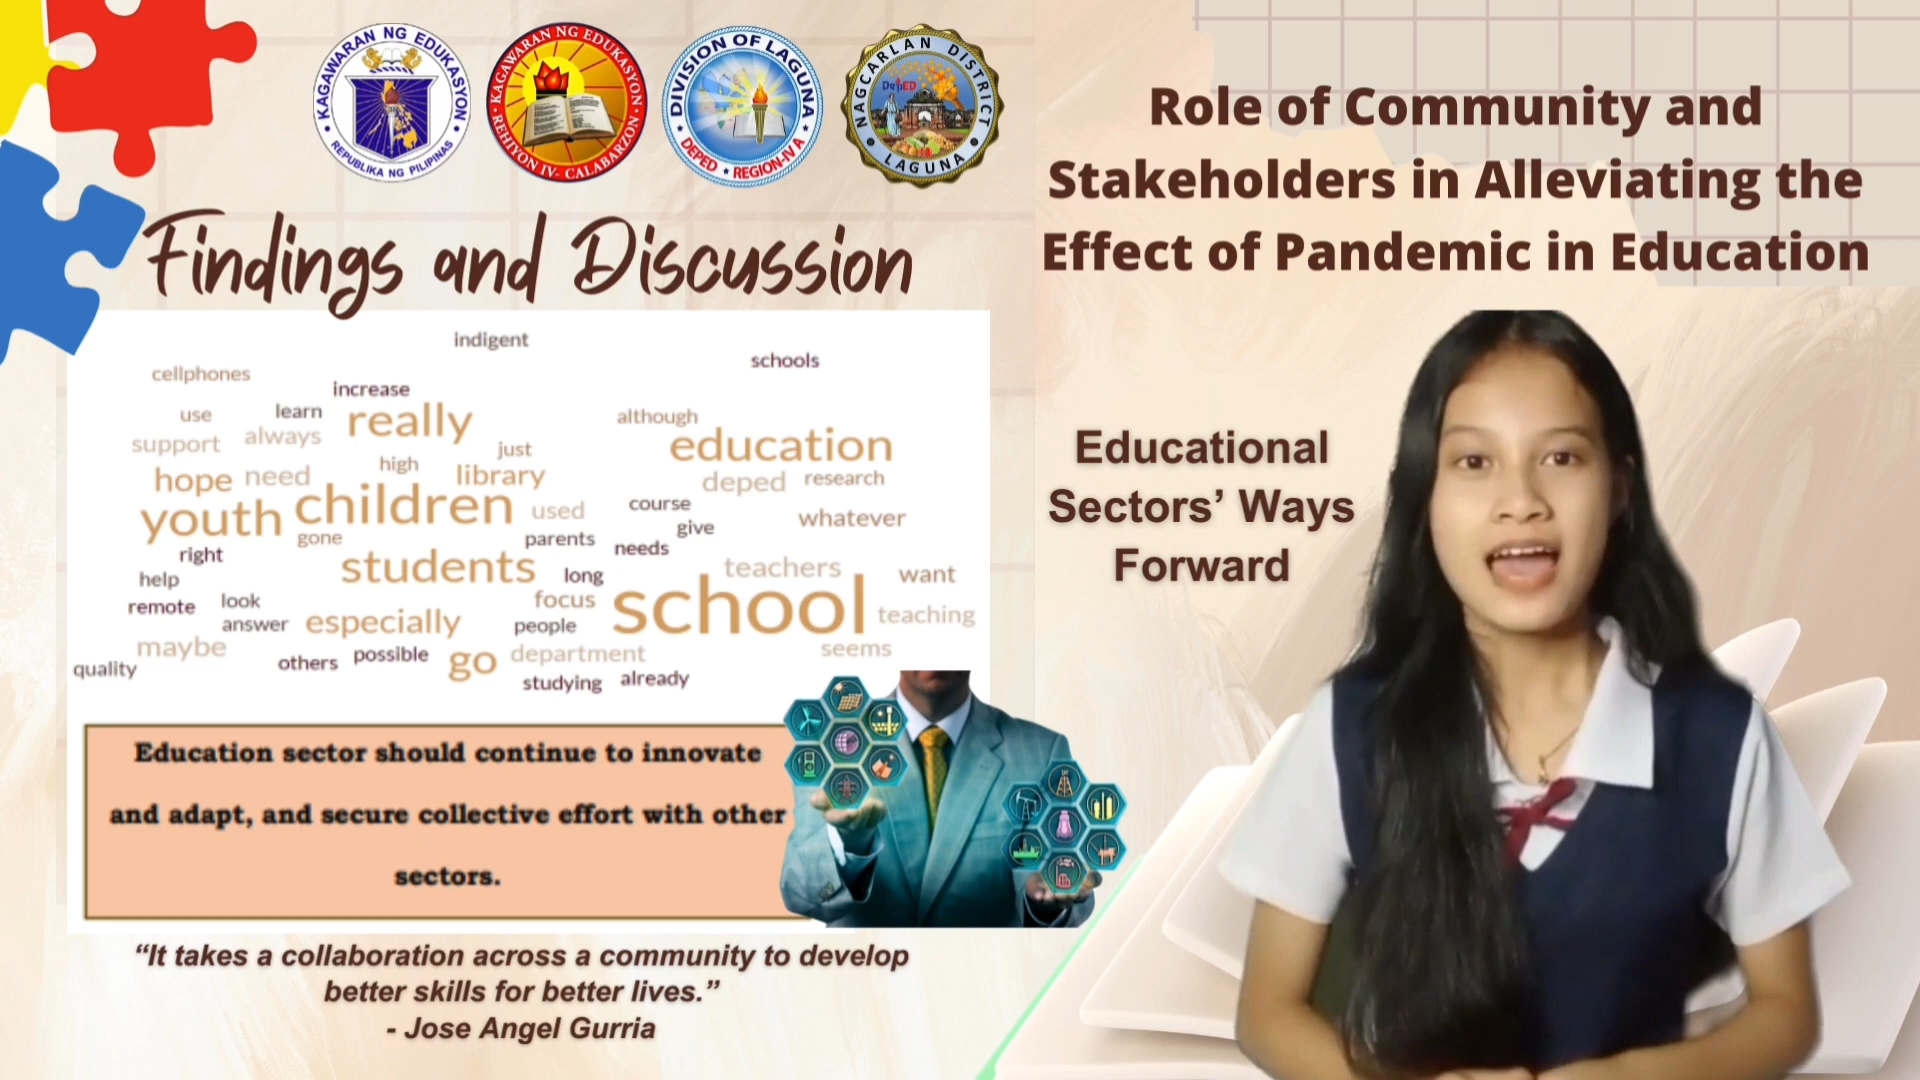 KAGAWARAN NG EDUKASYON
REPUBLIKA NG PILIPINAS
KAGAWARAN NG EDUKASYON
REHIYON IV- CALABARZON
DIVISION OF LAGUNA
DEPED ★ REGION-IV A
NAGCARLAN DISTRICT
DepED
LAGUNA
Role of Community and
Stakeholders in Alleviating the
Effect of Pandemic in Education
Findings and Discussion
indigent
schools
cellphones
increase
use
learn
really
although
support
always
just
education
hope
need
high
library
deped
research
youth
children
used
course
whatever
gone
give
right
parents
needs
students
long
teachers
want
help
remote
look
focus
school
teaching
answer
especially
people
maybe
others
possible
go
department
seems
quality
studying
already
Educational
Sectors’ Ways
Forward
Education sector should continue to innovate
and adapt, and secure collective effort with other
sectors.
“It takes a collaboration across a community to develop
better skills for better lives.”
- Jose Angel Gurria